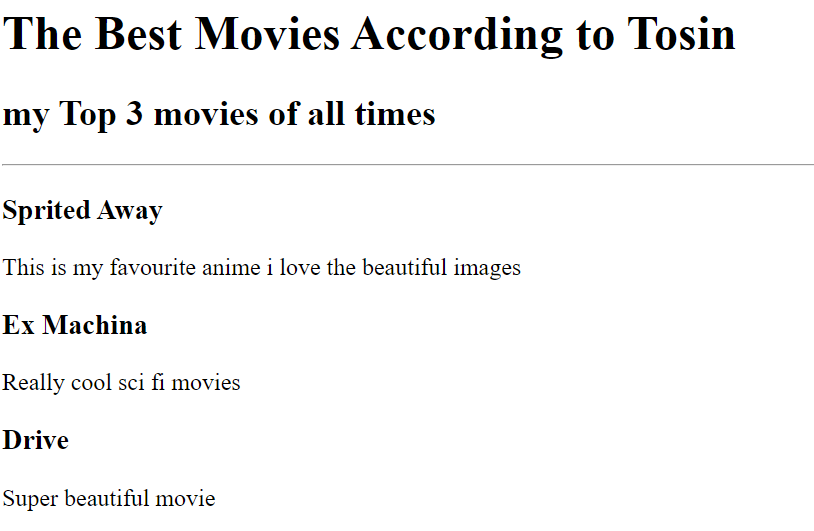 The Best Movies According to Tosin
my Top 3 movies of all times
Sprited Away
This is my favourite anime i love the beautiful images
Ex Machina
Really cool sci fi movies
Drive
Super beautiful movie